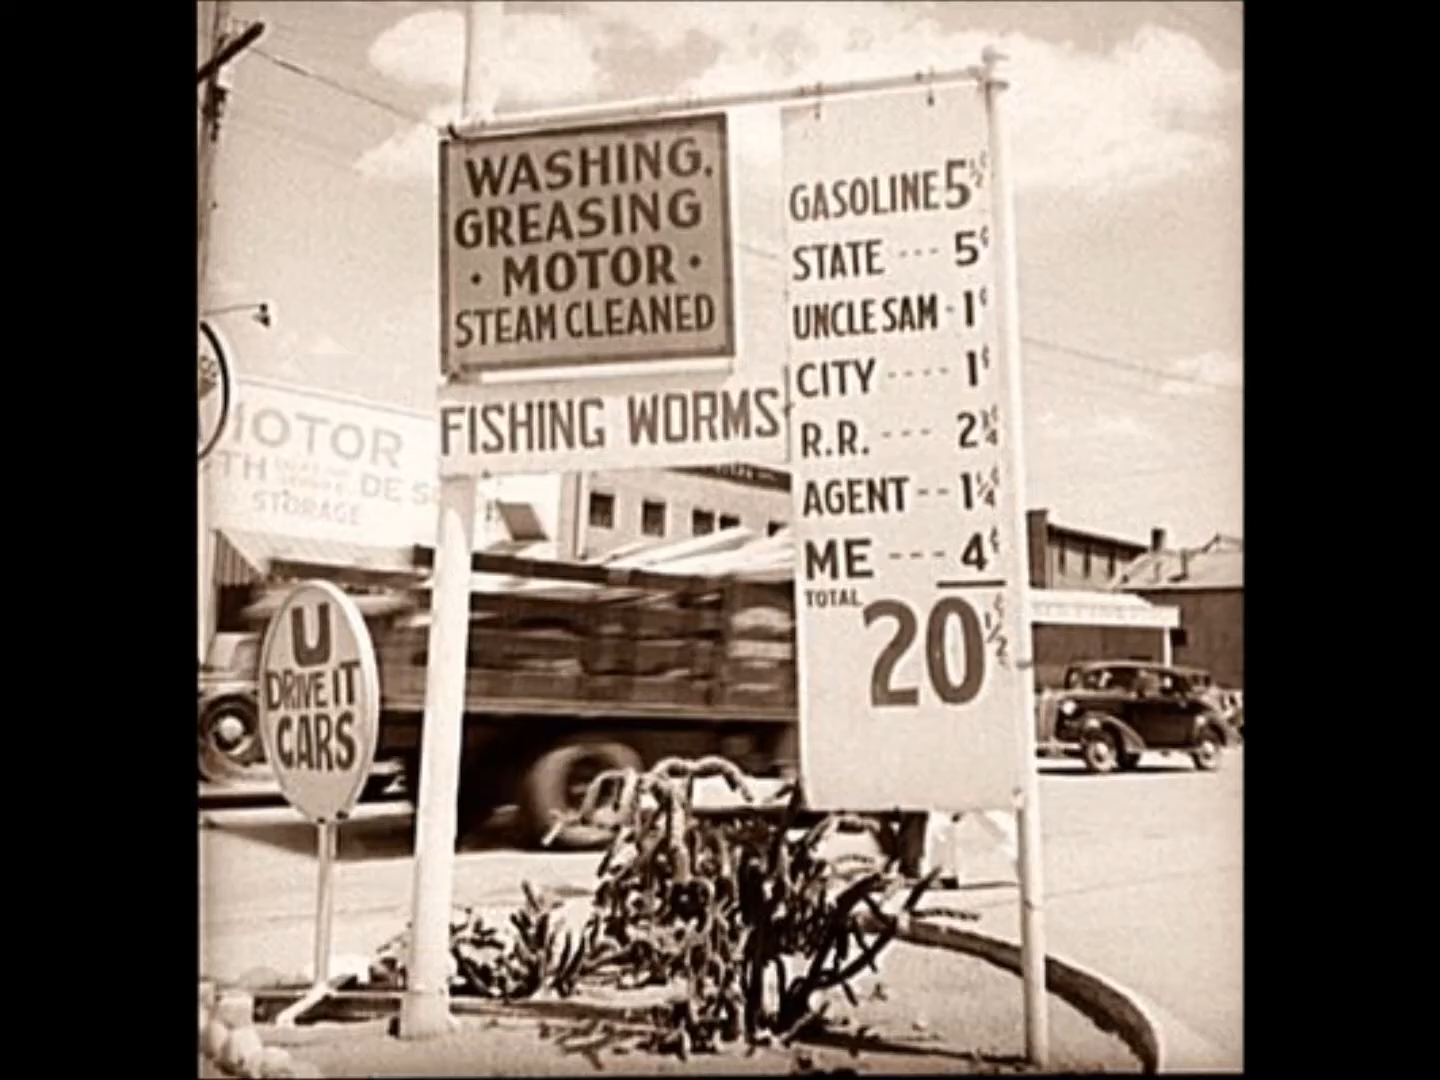 WASHING.
GREASING
· MOTOR ·
STEAM CLEANED
FISHING WORMS
GASOLINE 5½¢
STATE --- 5¢
UNCLE SAM - 1¢
CITY ---- 1¢
R.R. --- 2¾¢
AGENT -- 1¼¢
ME --- 4¢
TOTAL
20½¢
MOTOR
STORAGE
U
DRIVE IT
CARS